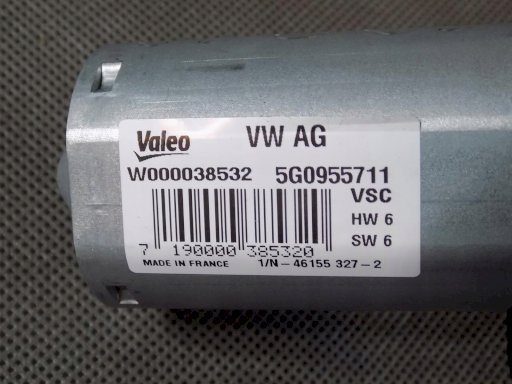 Valeo VW AG
W000038532 5G0955711
VSC
HW 6
SW 6
7 190000 385320
MADE IN FRANCE 1/N - 46155 327 - 2